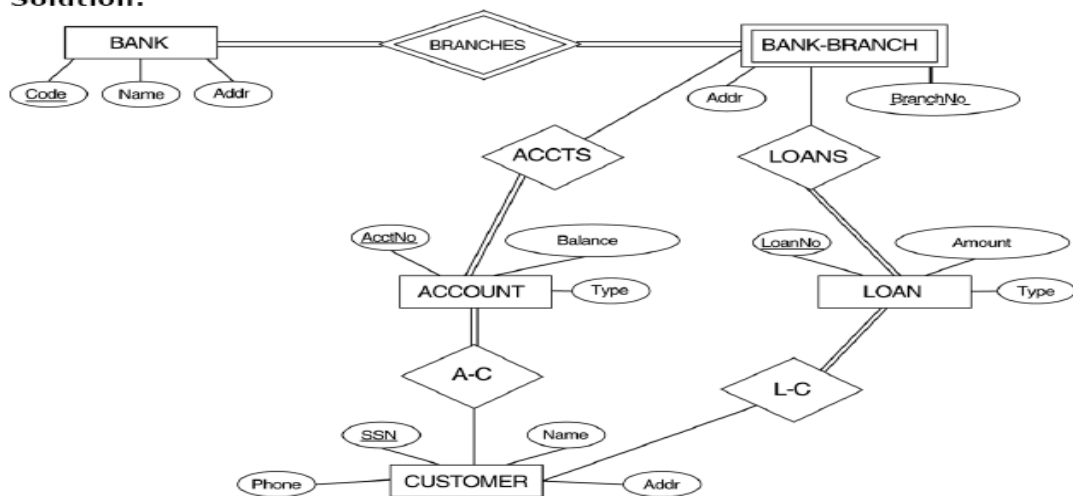 Solution:
BANK
BRANCHES
BANK-BRANCH
Code
Name
Addr
Addr
BranchNo
ACCTS
LOANS
AcctNo
Balance
LoanNo
Amount
ACCOUNT
Type
LOAN
Type
A-C
L-C
SSN
Name
Phone
CUSTOMER
Addr